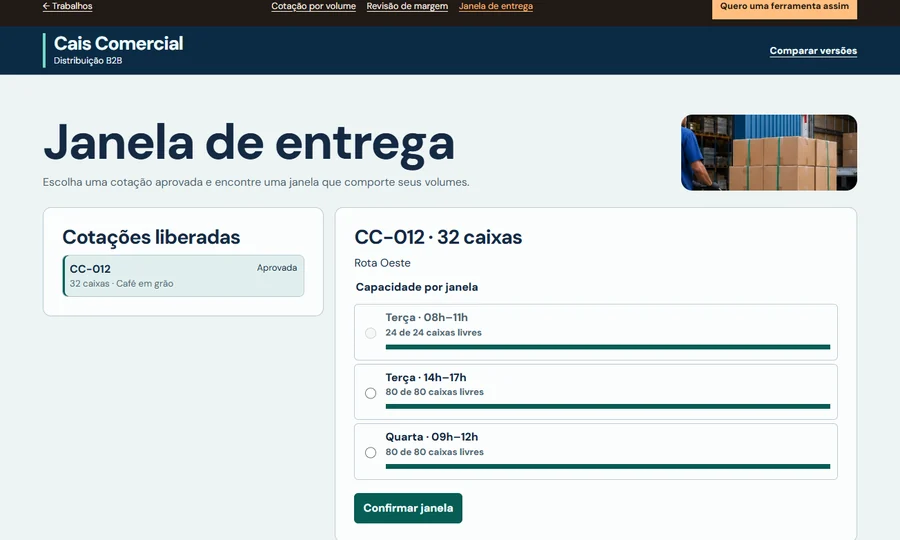 ← Trabalhos
Cotação por volume
Revisão de margem
Janela de entrega
Quero uma ferramenta assim
Cais Comercial
Distribuição B2B
Comparar versões
Janela de entrega
Escolha uma cotação aprovada e encontre uma janela que comporte seus volumes.
Cotações liberadas
CC-012
Aprovada
32 caixas · Café em grão
CC-012 · 32 caixas
Rota Oeste
Capacidade por janela
Terça · 08h–11h
24 de 24 caixas livres
Terça · 14h–17h
80 de 80 caixas livres
Quarta · 09h–12h
80 de 80 caixas livres
Confirmar janela